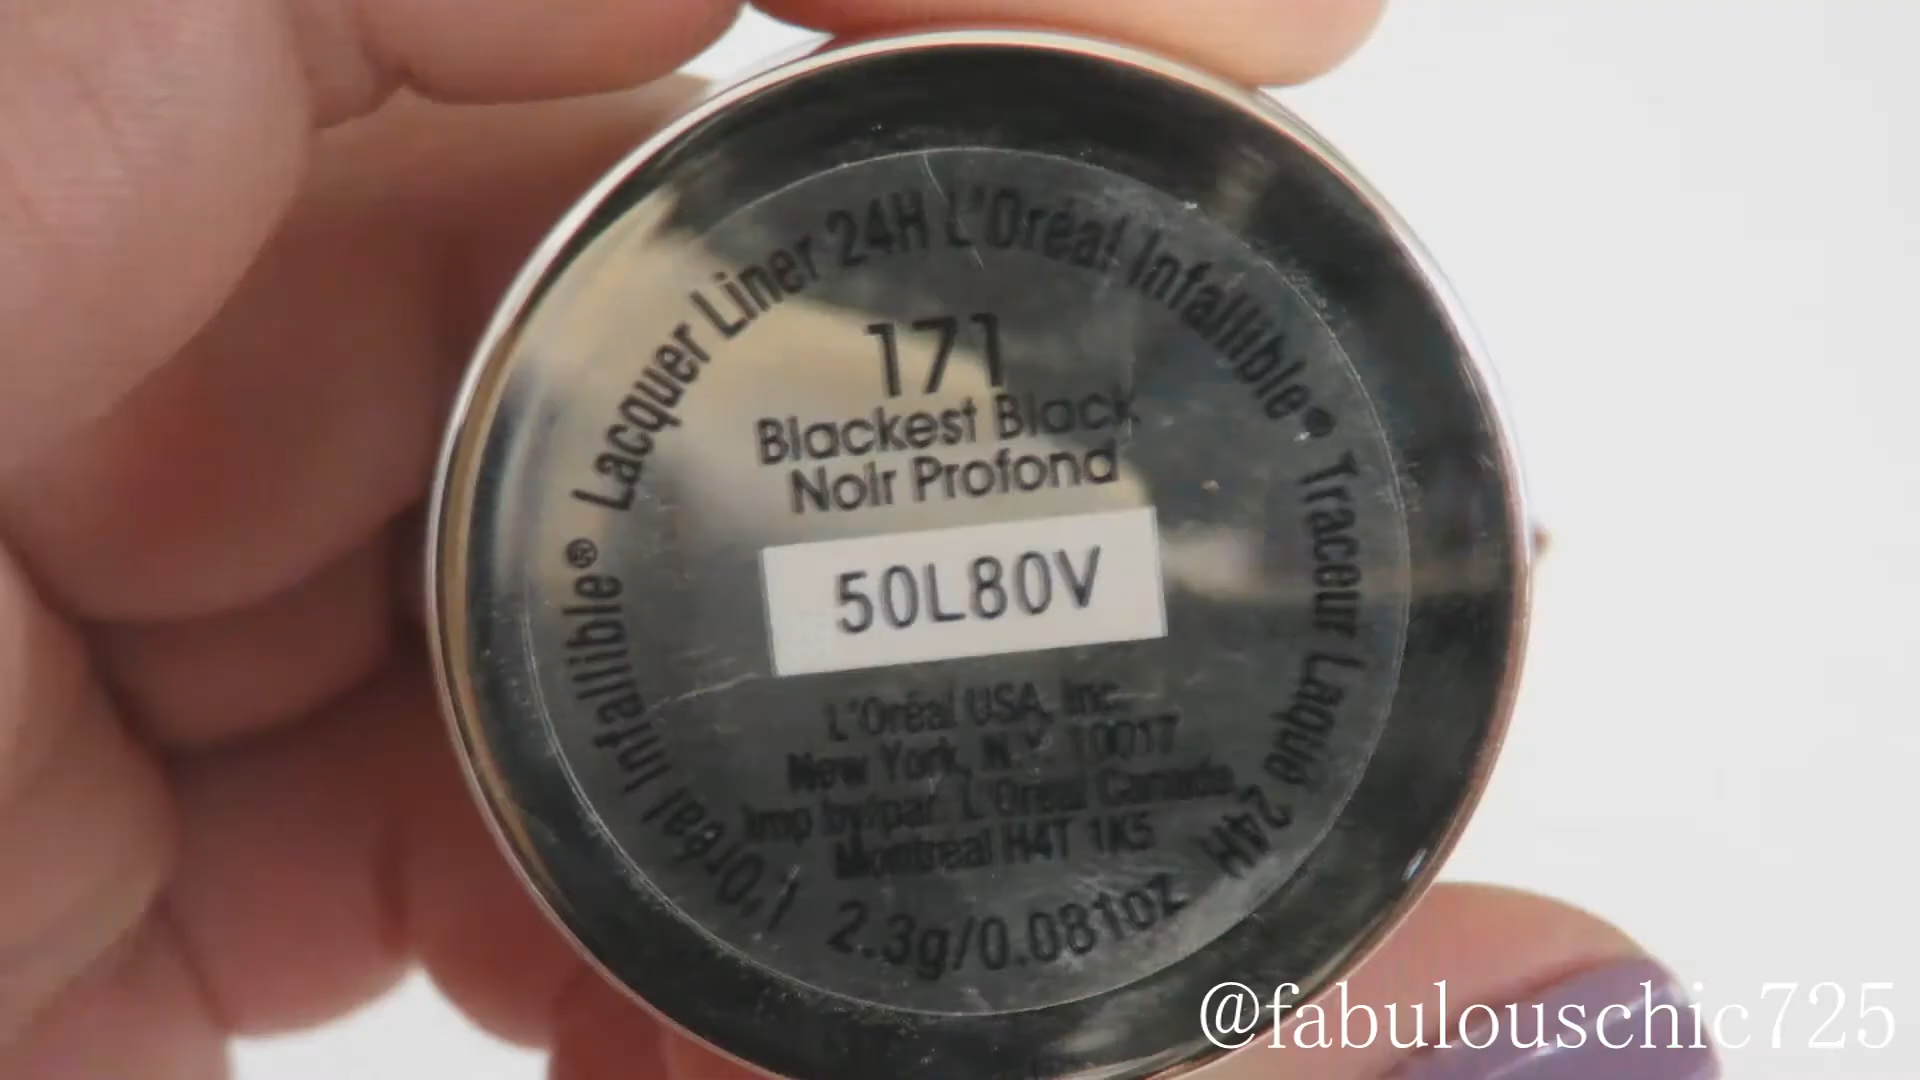 L'Oréal Infallible® Lacquer Liner 24H L'Oréal Infallible® Traceur Laqué 24H
171
Blackest Black
Noir Profond
50L80V
L'Oréal USA, Inc.
New York, N.Y. 10017
Imp by/par. L'Oréal Canada,
Montreal H4T 1K5
2.3g/0.081oz
@fabulouschic725